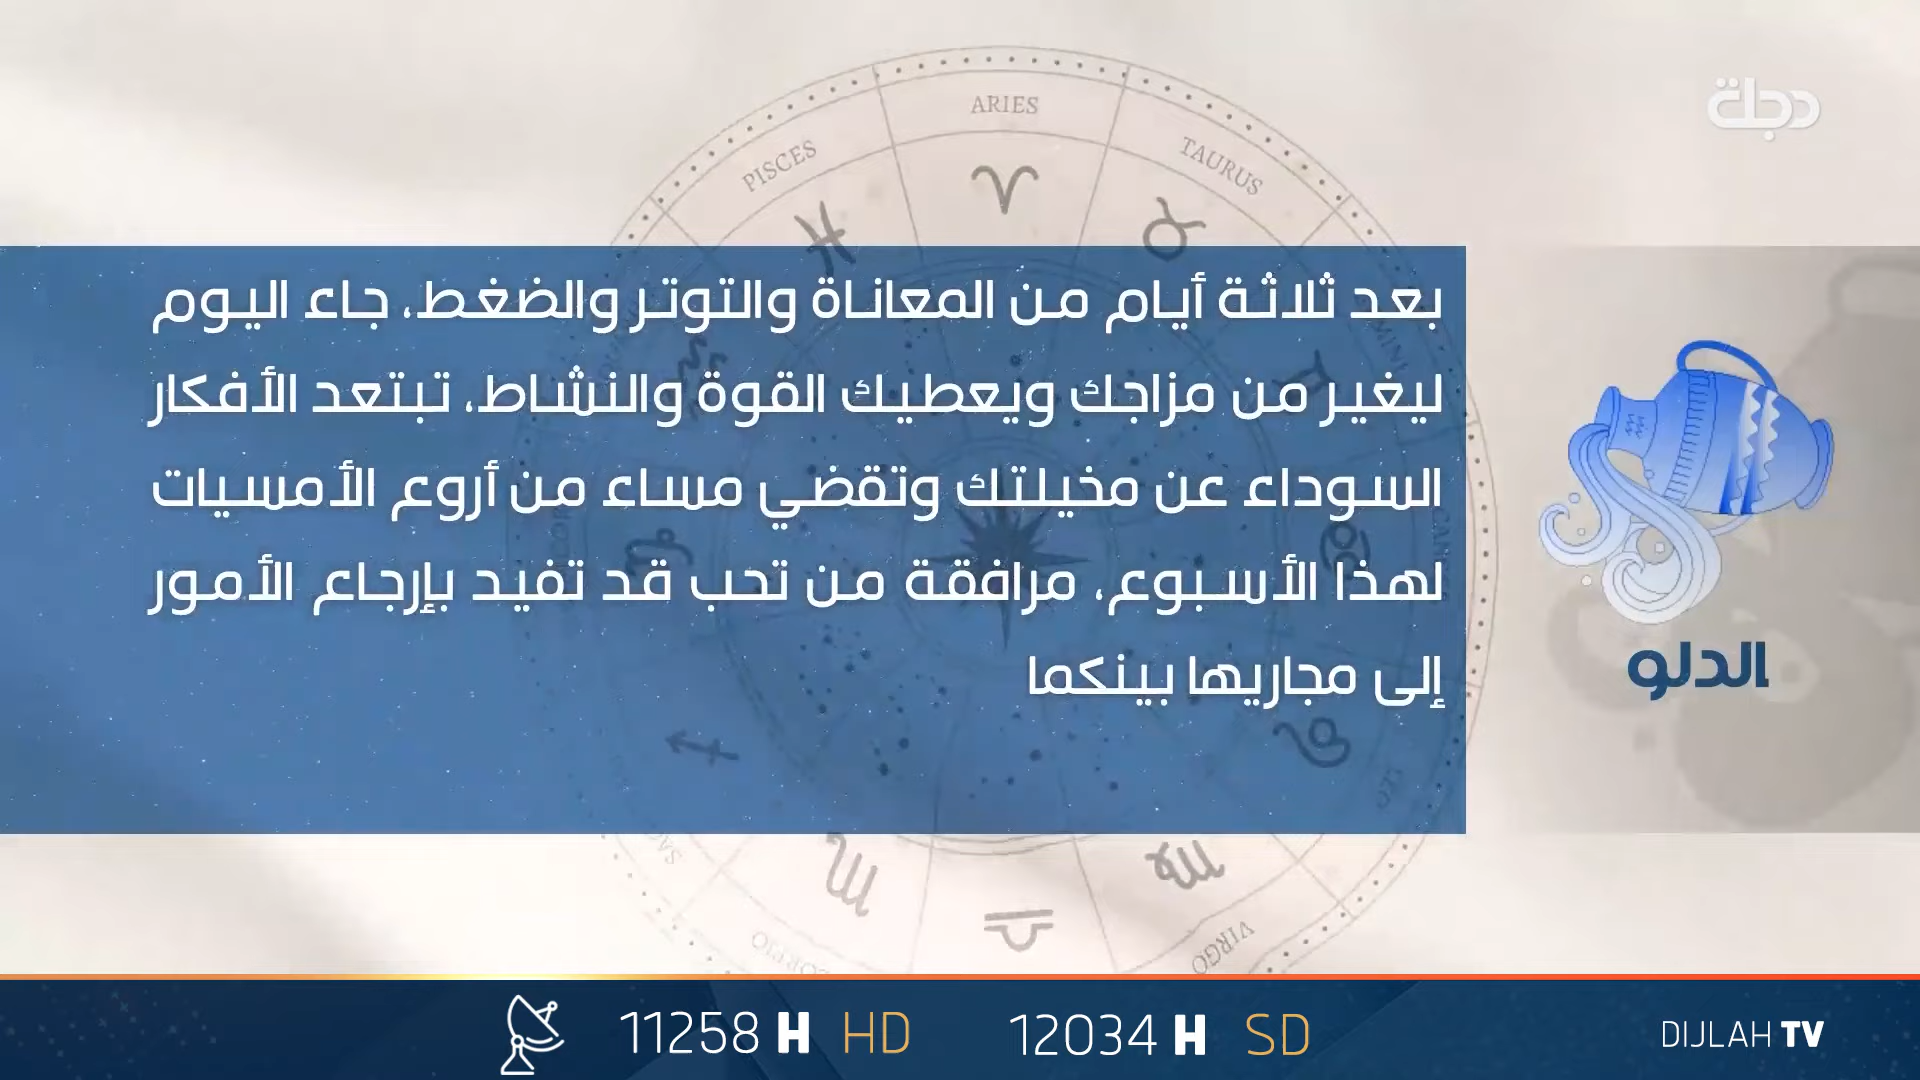 دجلة
ARIES
PISCES
TAURUS
بعد ثلاثة أيام من المعاناة والتوتر والضغط، جاء اليوم
ليغير من مزاجك ويعطيك القوة والنشاط، تبتعد الأفكار
السوداء عن مخيلتك وتقضي مساء من أروع الأمسيات
لهذا الأسبوع، مرافقة من تحب قد تفيد بإرجاع الأمور
إلى مجاريها بينكما
الدلو
LEO
VIRGO
11258 H HD 12034 H SD
DIJLAH TV